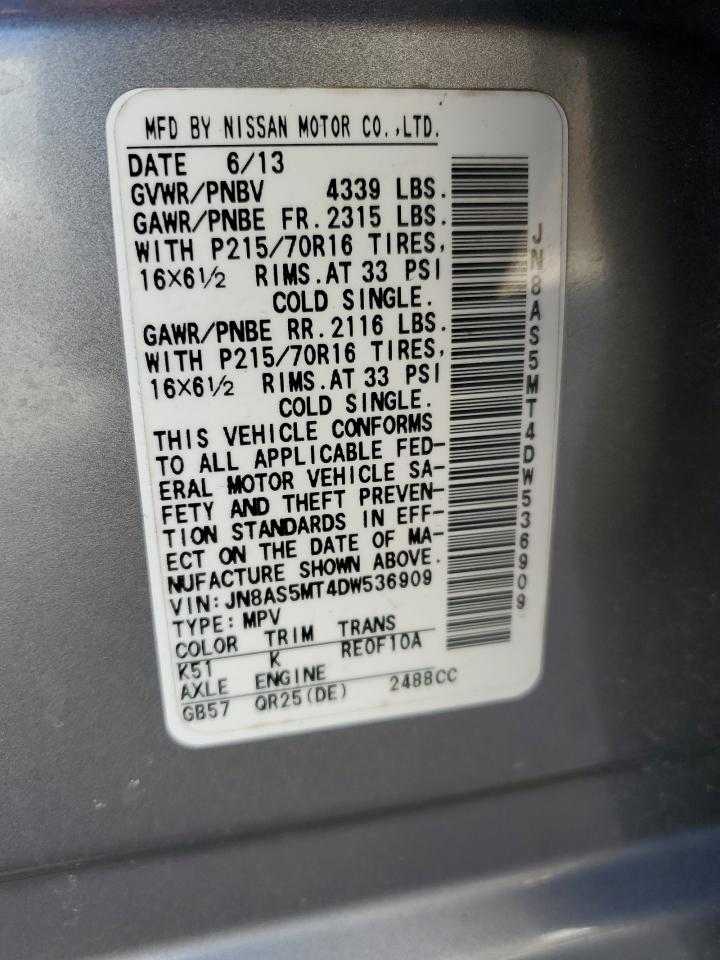 MFD BY NISSAN MOTOR CO.,LTD.
DATE 6/13
GVWR/PNBV 4339 LBS.
GAWR/PNBE FR.2315 LBS.
WITH P215/70R16 TIRES,
16X6½ RIMS.AT 33 PSI
COLD SINGLE.
GAWR/PNBE RR.2116 LBS.
WITH P215/70R16 TIRES,
16X6½ RIMS.AT 33 PSI
COLD SINGLE.
THIS VEHICLE CONFORMS
TO ALL APPLICABLE FED-
ERAL MOTOR VEHICLE SA-
FETY AND THEFT PREVEN-
TION STANDARDS IN EFF-
ECT ON THE DATE OF MA-
NUFACTURE SHOWN ABOVE.
VIN:JN8AS5MT4DW536909
TYPE:MPV
COLOR TRIM TRANS
K51 K RE0F10A
AXLE ENGINE
GB57 QR25(DE) 2488CC
JN8AS5MT4DW536909